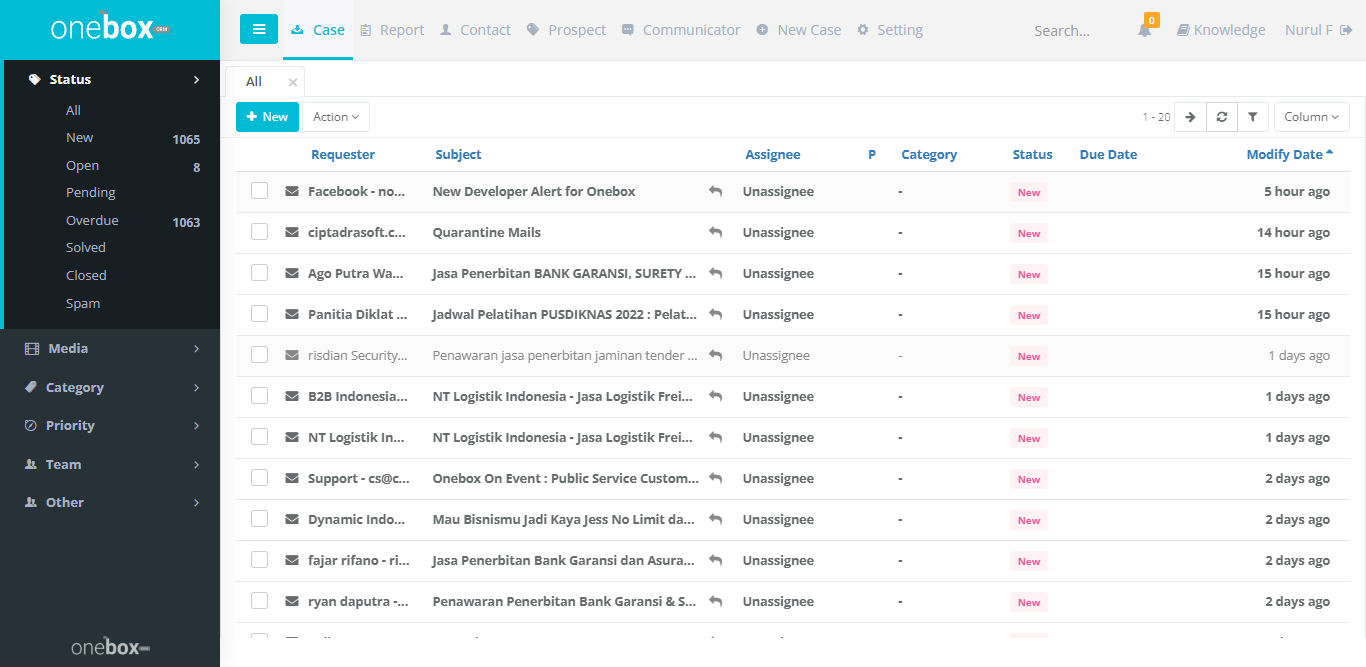 onebox CRM
Case Report Contact Prospect Communicator New Case Setting Search... 0 Knowledge Nurul F
Status
All
New 1065
Open 8
Pending
Overdue 1063
Solved
Closed
Spam
Media
Category
Priority
Team
Other
onebox
All ×
+ New Action 1 - 20 Column
Requester Subject Assignee P Category Status Due Date Modify Date
Facebook - no... New Developer Alert for Onebox Unassignee - New 5 hour ago
ciptadrasoft.c... Quarantine Mails Unassignee - New 14 hour ago
Ago Putra Wa... Jasa Penerbitan BANK GARANSI, SURETY ... Unassignee - New 15 hour ago
Panitia Diklat ... Jadwal Pelatihan PUSDIKNAS 2022 : Pelat... Unassignee - New 15 hour ago
risdian Security... Penawaran jasa penerbitan jaminan tender ... Unassignee - New 1 days ago
B2B Indonesia... NT Logistik Indonesia - Jasa Logistik Frei... Unassignee - New 1 days ago
NT Logistik In... NT Logistik Indonesia - Jasa Logistik Frei... Unassignee - New 1 days ago
Support - cs@c... Onebox On Event : Public Service Custom... Unassignee - New 2 days ago
Dynamic Indo... Mau Bisnismu Jadi Kaya Jess No Limit da... Unassignee - New 2 days ago
fajar rifano - ri... Jasa Penerbitan Bank Garansi dan Asura... Unassignee - New 2 days ago
ryan daputra -... Penawaran Penerbitan Bank Garansi & S... Unassignee - New 2 days ago